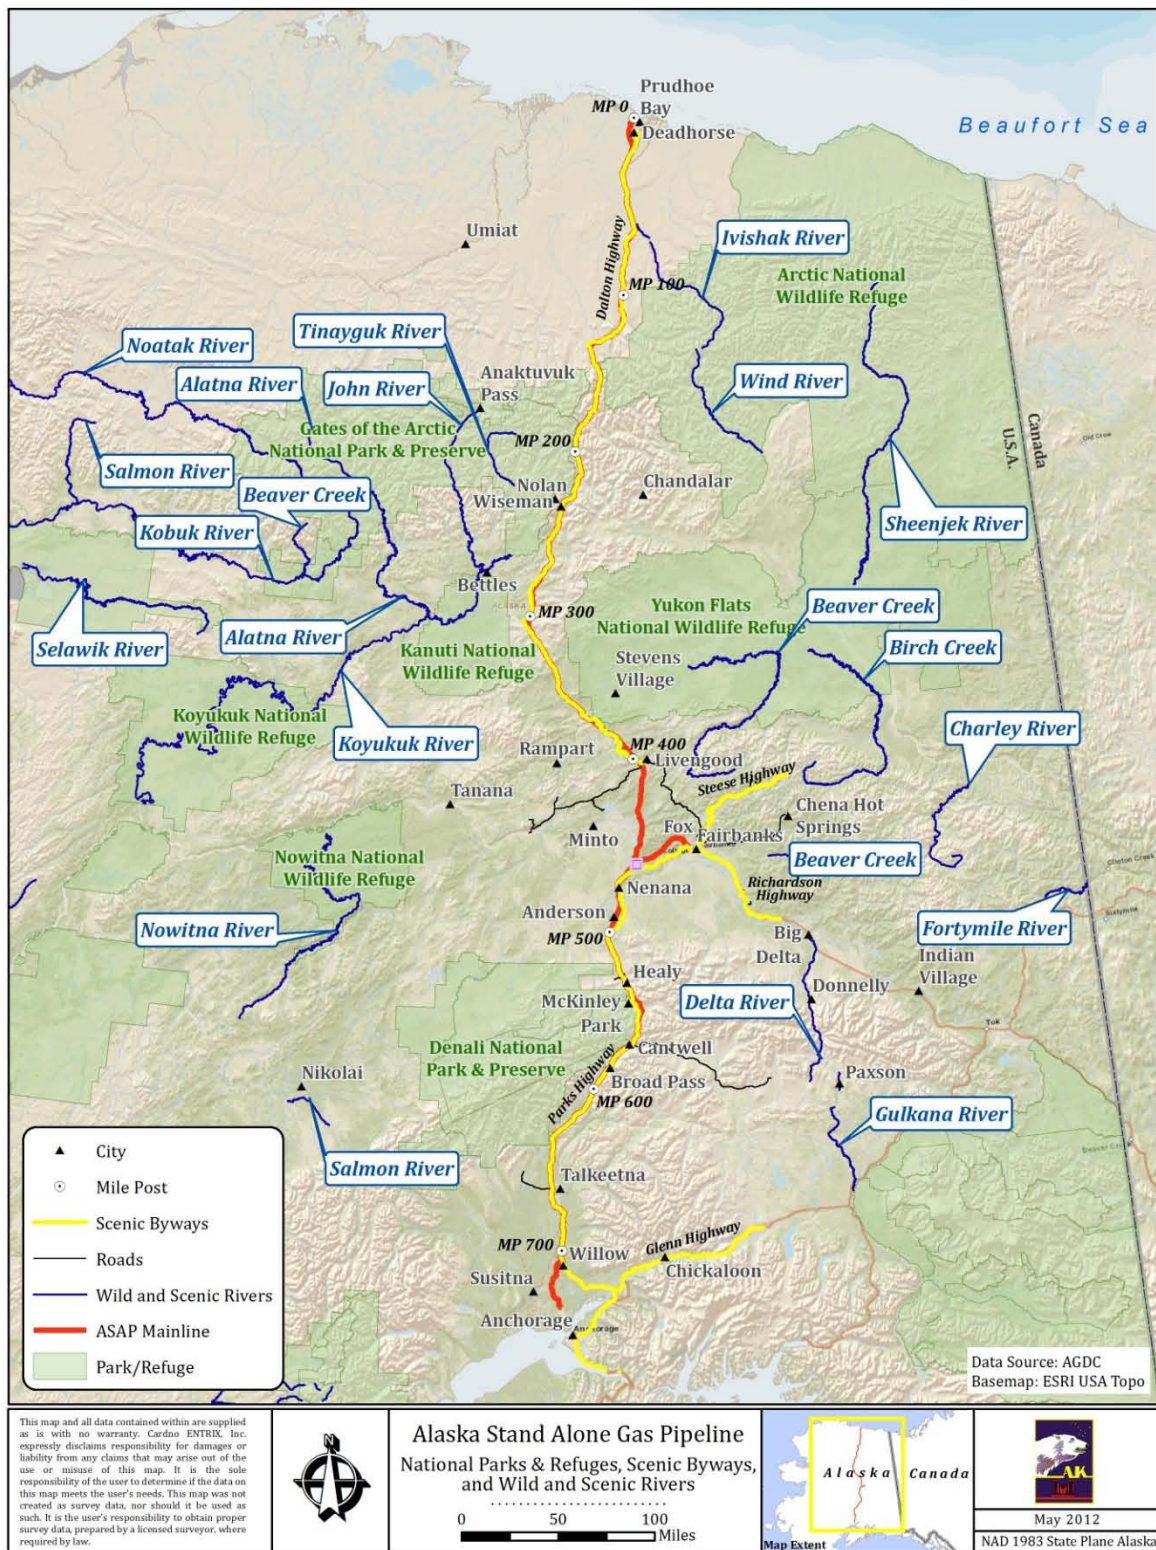 Prudhoe
Bay
MP 0
Deadhorse
Beaufort Sea
Umiat
Ivishak River
Dalton Highway
Arctic National
Wildlife Refuge
MP 100
Tinayguk River
Noatak River
Alatna River
John River
Anaktuvuk
Pass
Wind River
Gates of the Arctic
National Park & Preserve
MP 200
Canada
U.S.A.
Old Crow
Salmon River
Beaver Creek
Nolan
Wiseman
Chandalar
Kobuk River
Sheenjek River
Bettles
ALASKA
MP 300
Yukon Flats
National Wildlife Refuge
Beaver Creek
Selawik River
Alatna River
Kanuti National
Wildlife Refuge
Stevens
Village
Birch Creek
Koyukuk National
Wildlife Refuge
Koyukuk River
Charley River
Rampart
MP 400
Livengood
Steese Highway
Tanana
Minto
Fox
Fairbanks
Chena Hot
Springs
Nowitna National
Wildlife Refuge
Beaver Creek
Clinton Creek
Nenana
Richardson
Highway
Anderson
Nowitna River
MP 500
Big
Delta
Fortymile River
Sixtymile
Healy
Indian
Village
McKinley
Park
Delta River
Donnelly
Tok
Denali National
Park & Preserve
Cantwell
Parks Highway
Broad Pass
Paxson
Nikolai
MP 600
Gulkana River
Salmon River
Talkeetna
MP 700
Willow
Glenn Highway
Chickaloon
Susitna
Anchorage
Anchorage
City
Mile Post
Scenic Byways
Roads
Wild and Scenic Rivers
ASAP Mainline
Park/Refuge
Data Source: AGDC
Basemap: ESRI USA Topo
This map and all data contained within are supplied
as is with no warranty. Cardno ENTRIX, Inc.
expressly disclaims responsibility for damages or
liability from any claims that may arise out of the
use or misuse of this map. It is the sole
responsibility of the user to determine if the data on
this map meets the user's needs. This map was not
created as survey data, nor should it be used as
such. It is the user's responsibility to obtain proper
survey data, prepared by a licensed surveyor, where
required by law.
N
Alaska Stand Alone Gas Pipeline
National Parks & Refuges, Scenic Byways,
and Wild and Scenic Rivers
0 50 100
Miles
Alaska
Canada
Map Extent
AK
May 2012
NAD 1983 State Plane Alaska